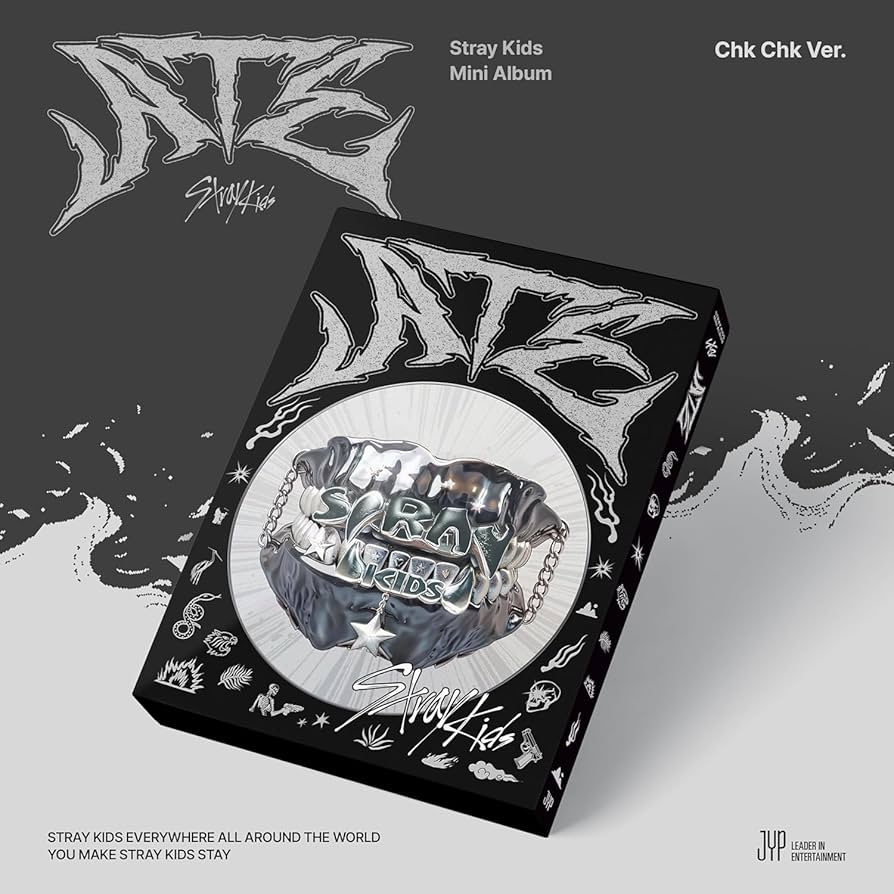 ATE
Stray Kids
Stray Kids
Mini Album
Chk Chk Ver.
ATE
STRAY
KIDS
Stray Kids
ATE
STRAY KIDS EVERYWHERE ALL AROUND THE WORLD
YOU MAKE STRAY KIDS STAY
JYP LEADER IN
ENTERTAINMENT